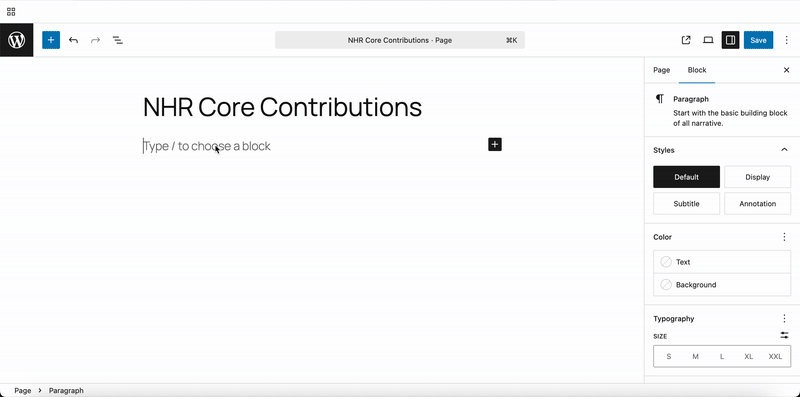 NHR Core Contributions · Page
⌘K
Save
Page
Block
Paragraph
Start with the basic building block
of all narrative.
Styles
Default
Display
Subtitle
Annotation
Color
Text
Background
Typography
SIZE
S
M
L
XL
XXL
NHR Core Contributions
Type / to choose a block
Page > Paragraph